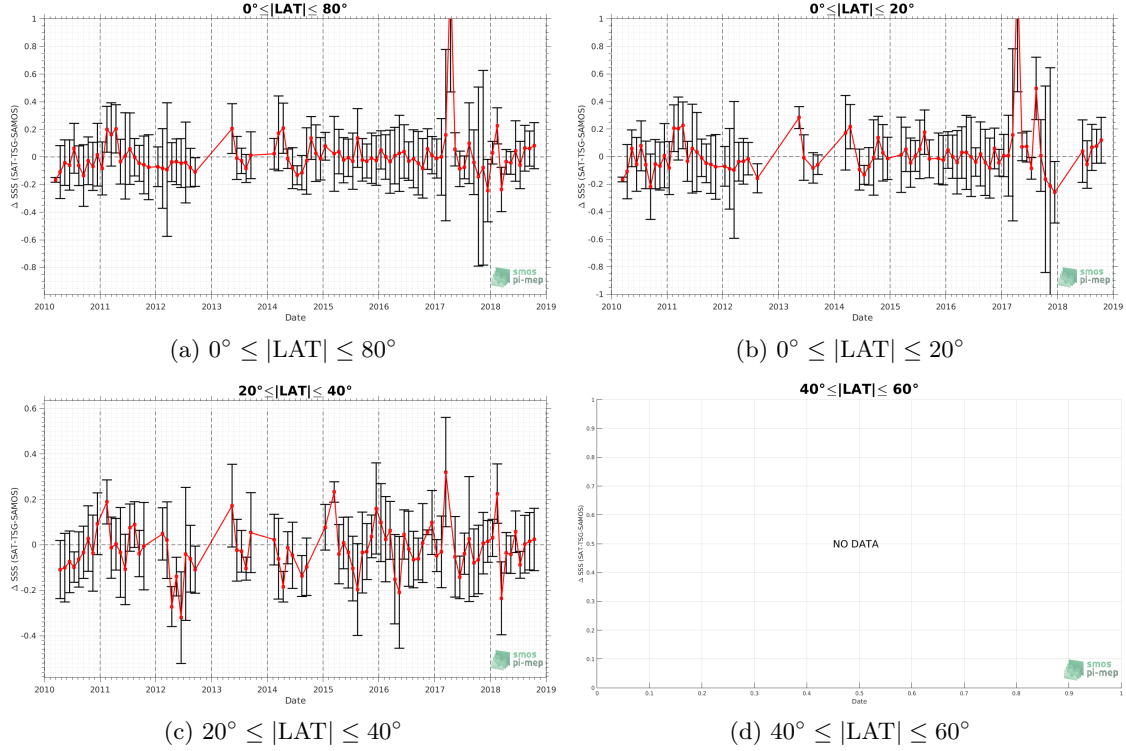 0°≤|LAT|≤ 80°
Δ SSS (SAT-TSG-SAMOS)
1
0.8
0.6
0.4
0.2
0
-0.2
-0.4
-0.6
-0.8
2010 2011 2012 2013 2014 2015 2016 2017 2018 2019
Date
smos
pi-mep
(a) 0° ≤ |LAT| ≤ 80°
0°≤|LAT|≤ 20°
Δ SSS (SAT-TSG-SAMOS)
1
0.8
0.6
0.4
0.2
0
-0.2
-0.4
-0.6
-0.8
-1
2010 2011 2012 2013 2014 2015 2016 2017 2018 2019
Date
smos
pi-mep
(b) 0° ≤ |LAT| ≤ 20°
20°≤|LAT|≤ 40°
Δ SSS (SAT-TSG-SAMOS)
0.6
0.4
0.2
0
-0.2
-0.4
2010 2011 2012 2013 2014 2015 2016 2017 2018 2019
Date
smos
pi-mep
(c) 20° ≤ |LAT| ≤ 40°
40°≤|LAT|≤ 60°
Δ SSS (SAT-TSG-SAMOS)
1
0.9
0.8
0.7
0.6
0.5
0.4
0.3
0.2
0.1
0
NO DATA
0 0.1 0.2 0.3 0.4 0.5 0.6 0.7 0.8 0.9 1
Date
smos
pi-mep
(d) 40° ≤ |LAT| ≤ 60°